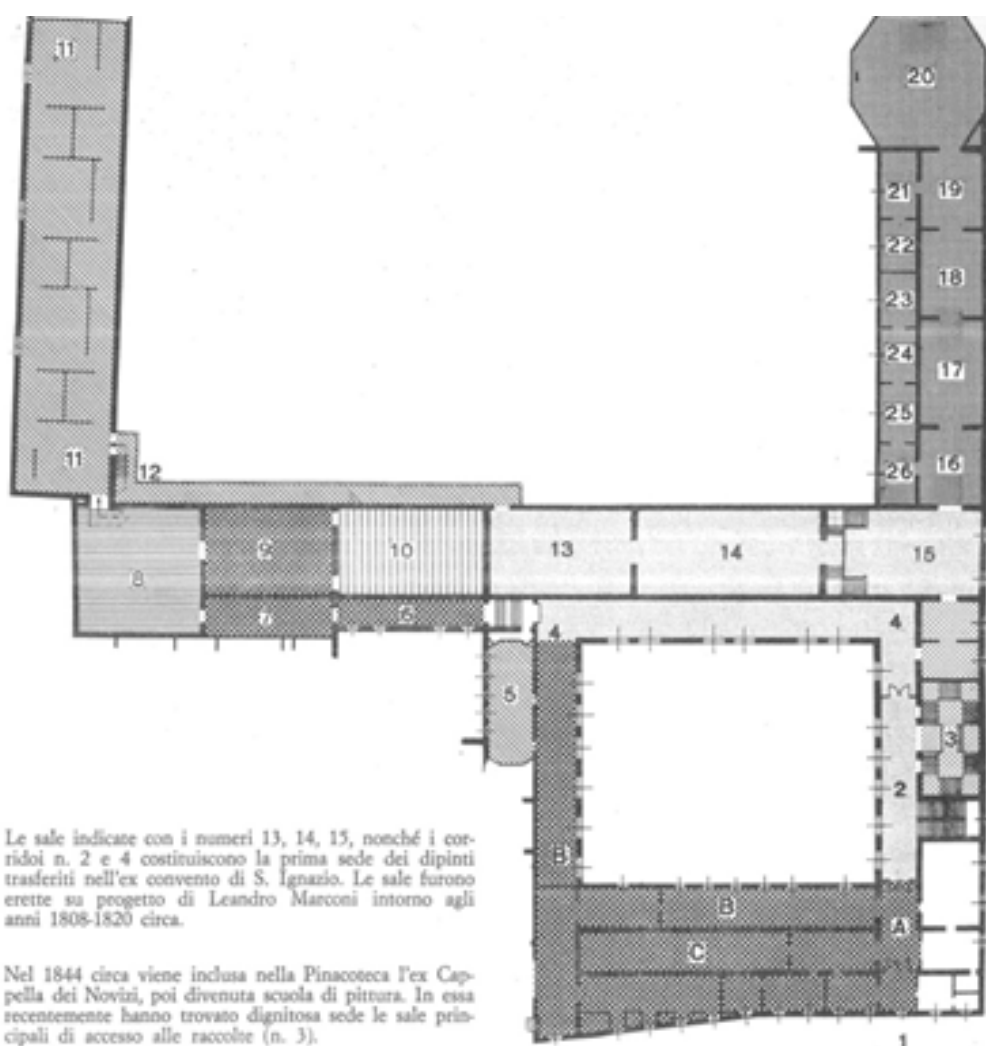 11
20
21
19
22
18
23
24
17
25
11
12
26
16
9
10
13
14
15
8
7
6
4
4
5
3
2
B
B
A
C
1
Le sale indicate con i numeri 13, 14, 15, nonché i cor-
ridoi n. 2 e 4 costituiscono la prima sede dei dipinti
trasferiti nell'ex convento di S. Ignazio. Le sale furono
erette su progetto di Leandro Marconi intorno agli
anni 1808-1820 circa.
Nel 1844 circa viene inclusa nella Pinacoteca l'ex Cap-
pella dei Novizi, poi divenuta scuola di pittura. In essa
recentemente hanno trovato dignitosa sede le sale prin-
cipali di accesso alle raccolte (n. 3).